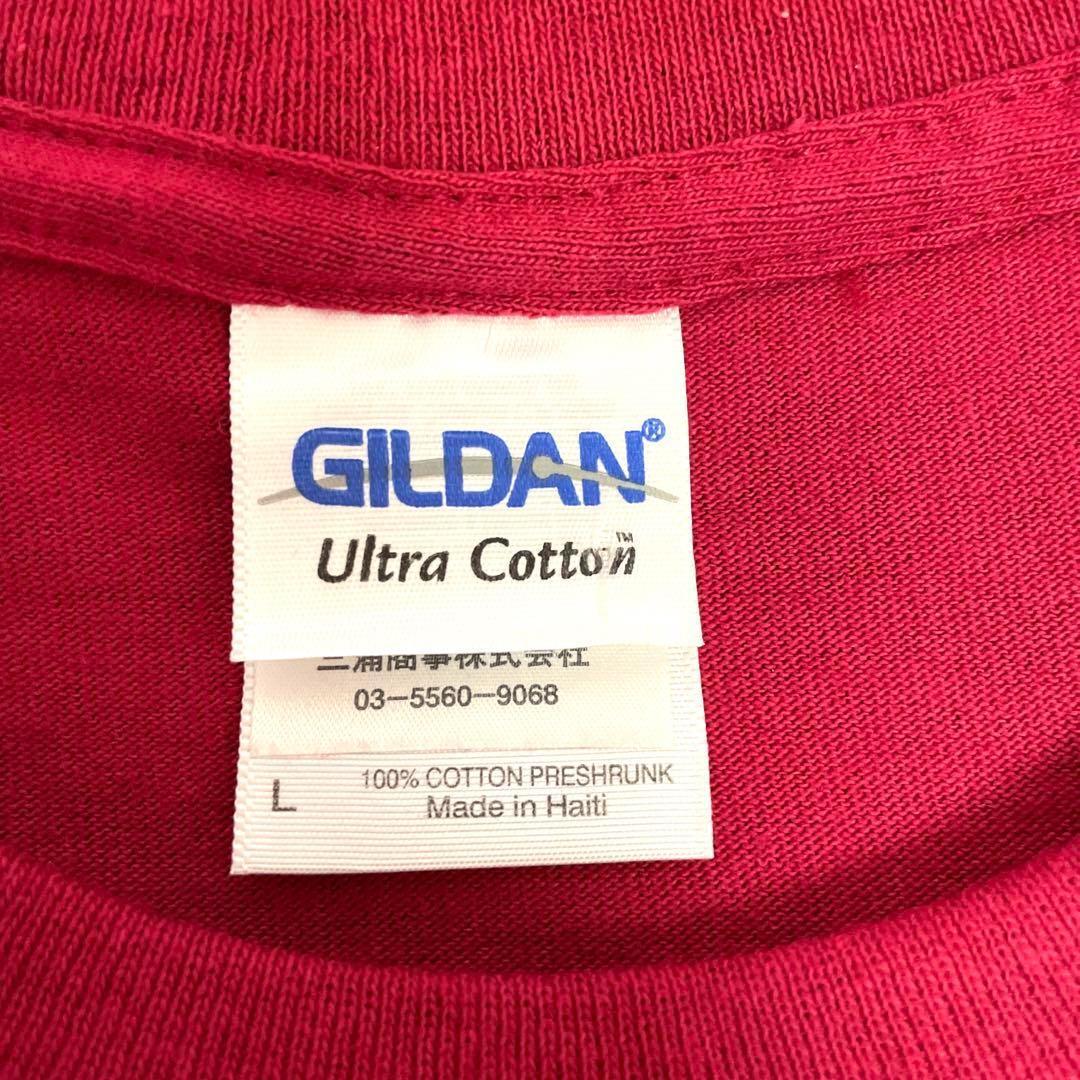 GILDAN®
Ultra Cotton™
三浦商事株式会社
03-5560-9068
L
100% COTTON PRESHRUNK
Made in Haiti